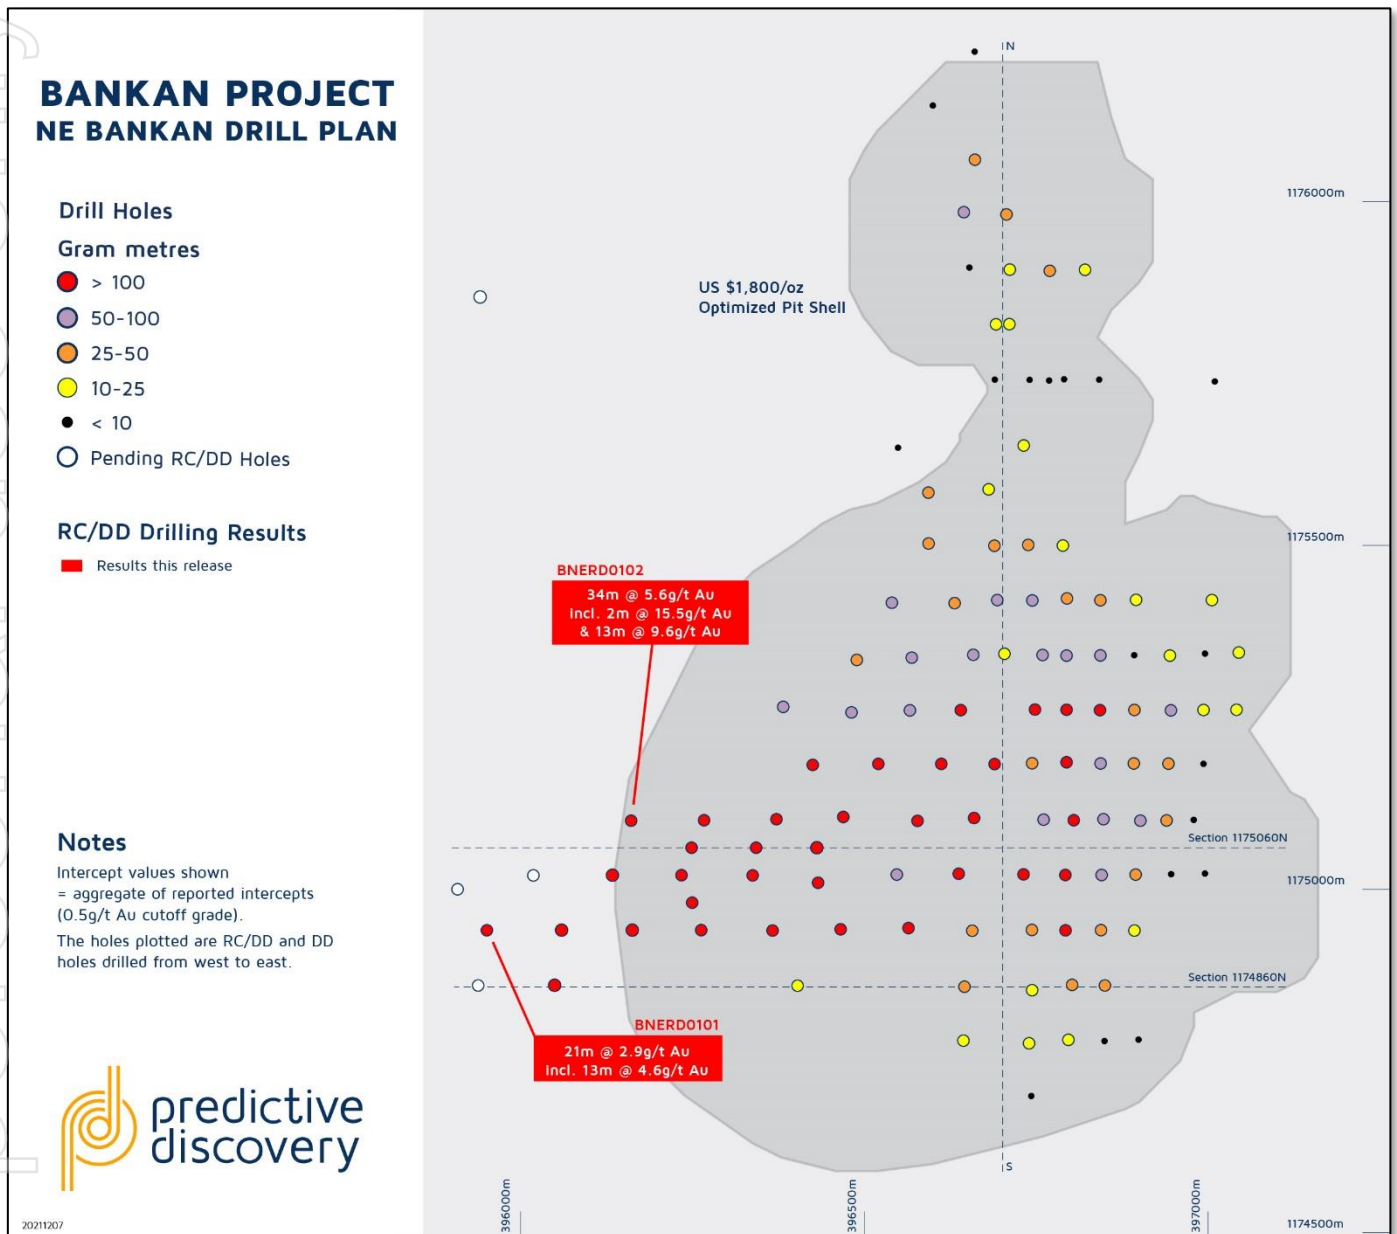 BANKAN PROJECT
NE BANKAN DRILL PLAN
Drill Holes
Gram metres
> 100
50-100
25-50
10-25
< 10
Pending RC/DD Holes
RC/DD Drilling Results
Results this release
Notes
Intercept values shown
= aggregate of reported intercepts
(0.5g/t Au cutoff grade).
The holes plotted are RC/DD and DD
holes drilled from west to east.
predictive
discovery
20211207
N
1176000m
US $1,800/oz
Optimized Pit Shell
1175500m
BNERD0102
34m @ 5.6g/t Au
incl. 2m @ 15.5g/t Au
& 13m @ 9.6g/t Au
Section 1175060N
1175000m
Section 1174860N
BNERD0101
21m @ 2.9g/t Au
incl. 13m @ 4.6g/t Au
S
396000m
396500m
397000m
1174500m